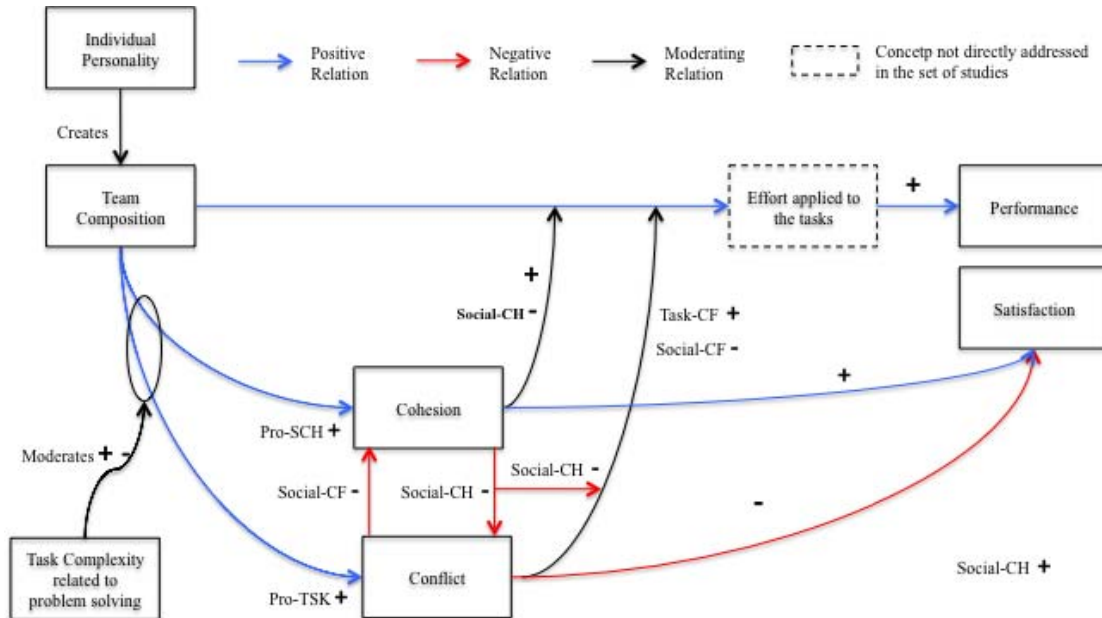 Individual
Personality
Positive
Relation
Negative
Relation
Moderating
Relation
Concetp not directly addressed
in the set of studies
Creates
Team
Composition
Effort applied to
the tasks
+
Performance
Satisfaction
+
Social-CH -
Task-CF +
Social-CF -
+
Cohesion
Pro-SCH +
Moderates + -
Social-CF -
Social-CH -
Social-CH -
-
Task Complexity
related to
problem solving
Conflict
Pro-TSK +
Social-CH +